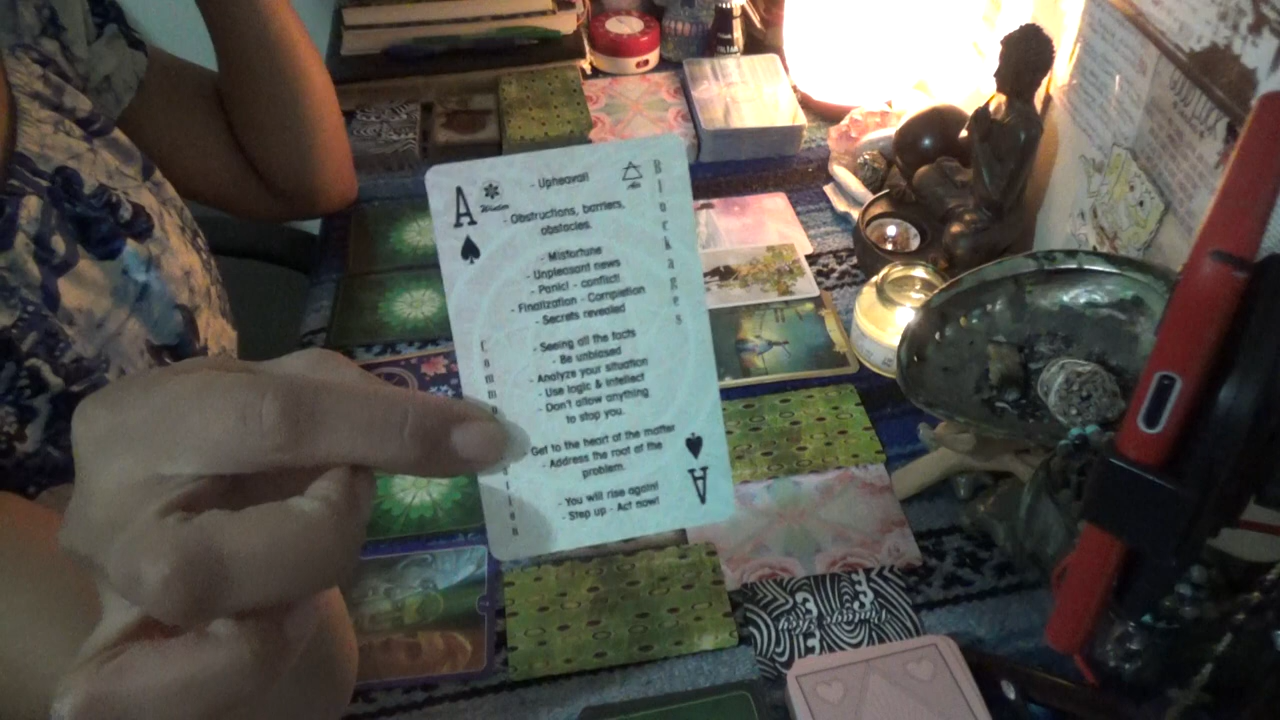 A
Winter
- Upheaval!
Air
Blockages
- Obstructions, barriers,
obstacles.
- Misfortune
- Unpleasant news
- Panic! - conflict!
- Finalization - Completion
- Secrets revealed
- Seeing all the facts
- Be unbiased
- Analyze your situation
- Use logic & intellect
- Don't allow anything
to stop you.
- Get to the heart of the matter
- Address the root of the
problem.
- You will rise again!
- Step up - Act now!
A